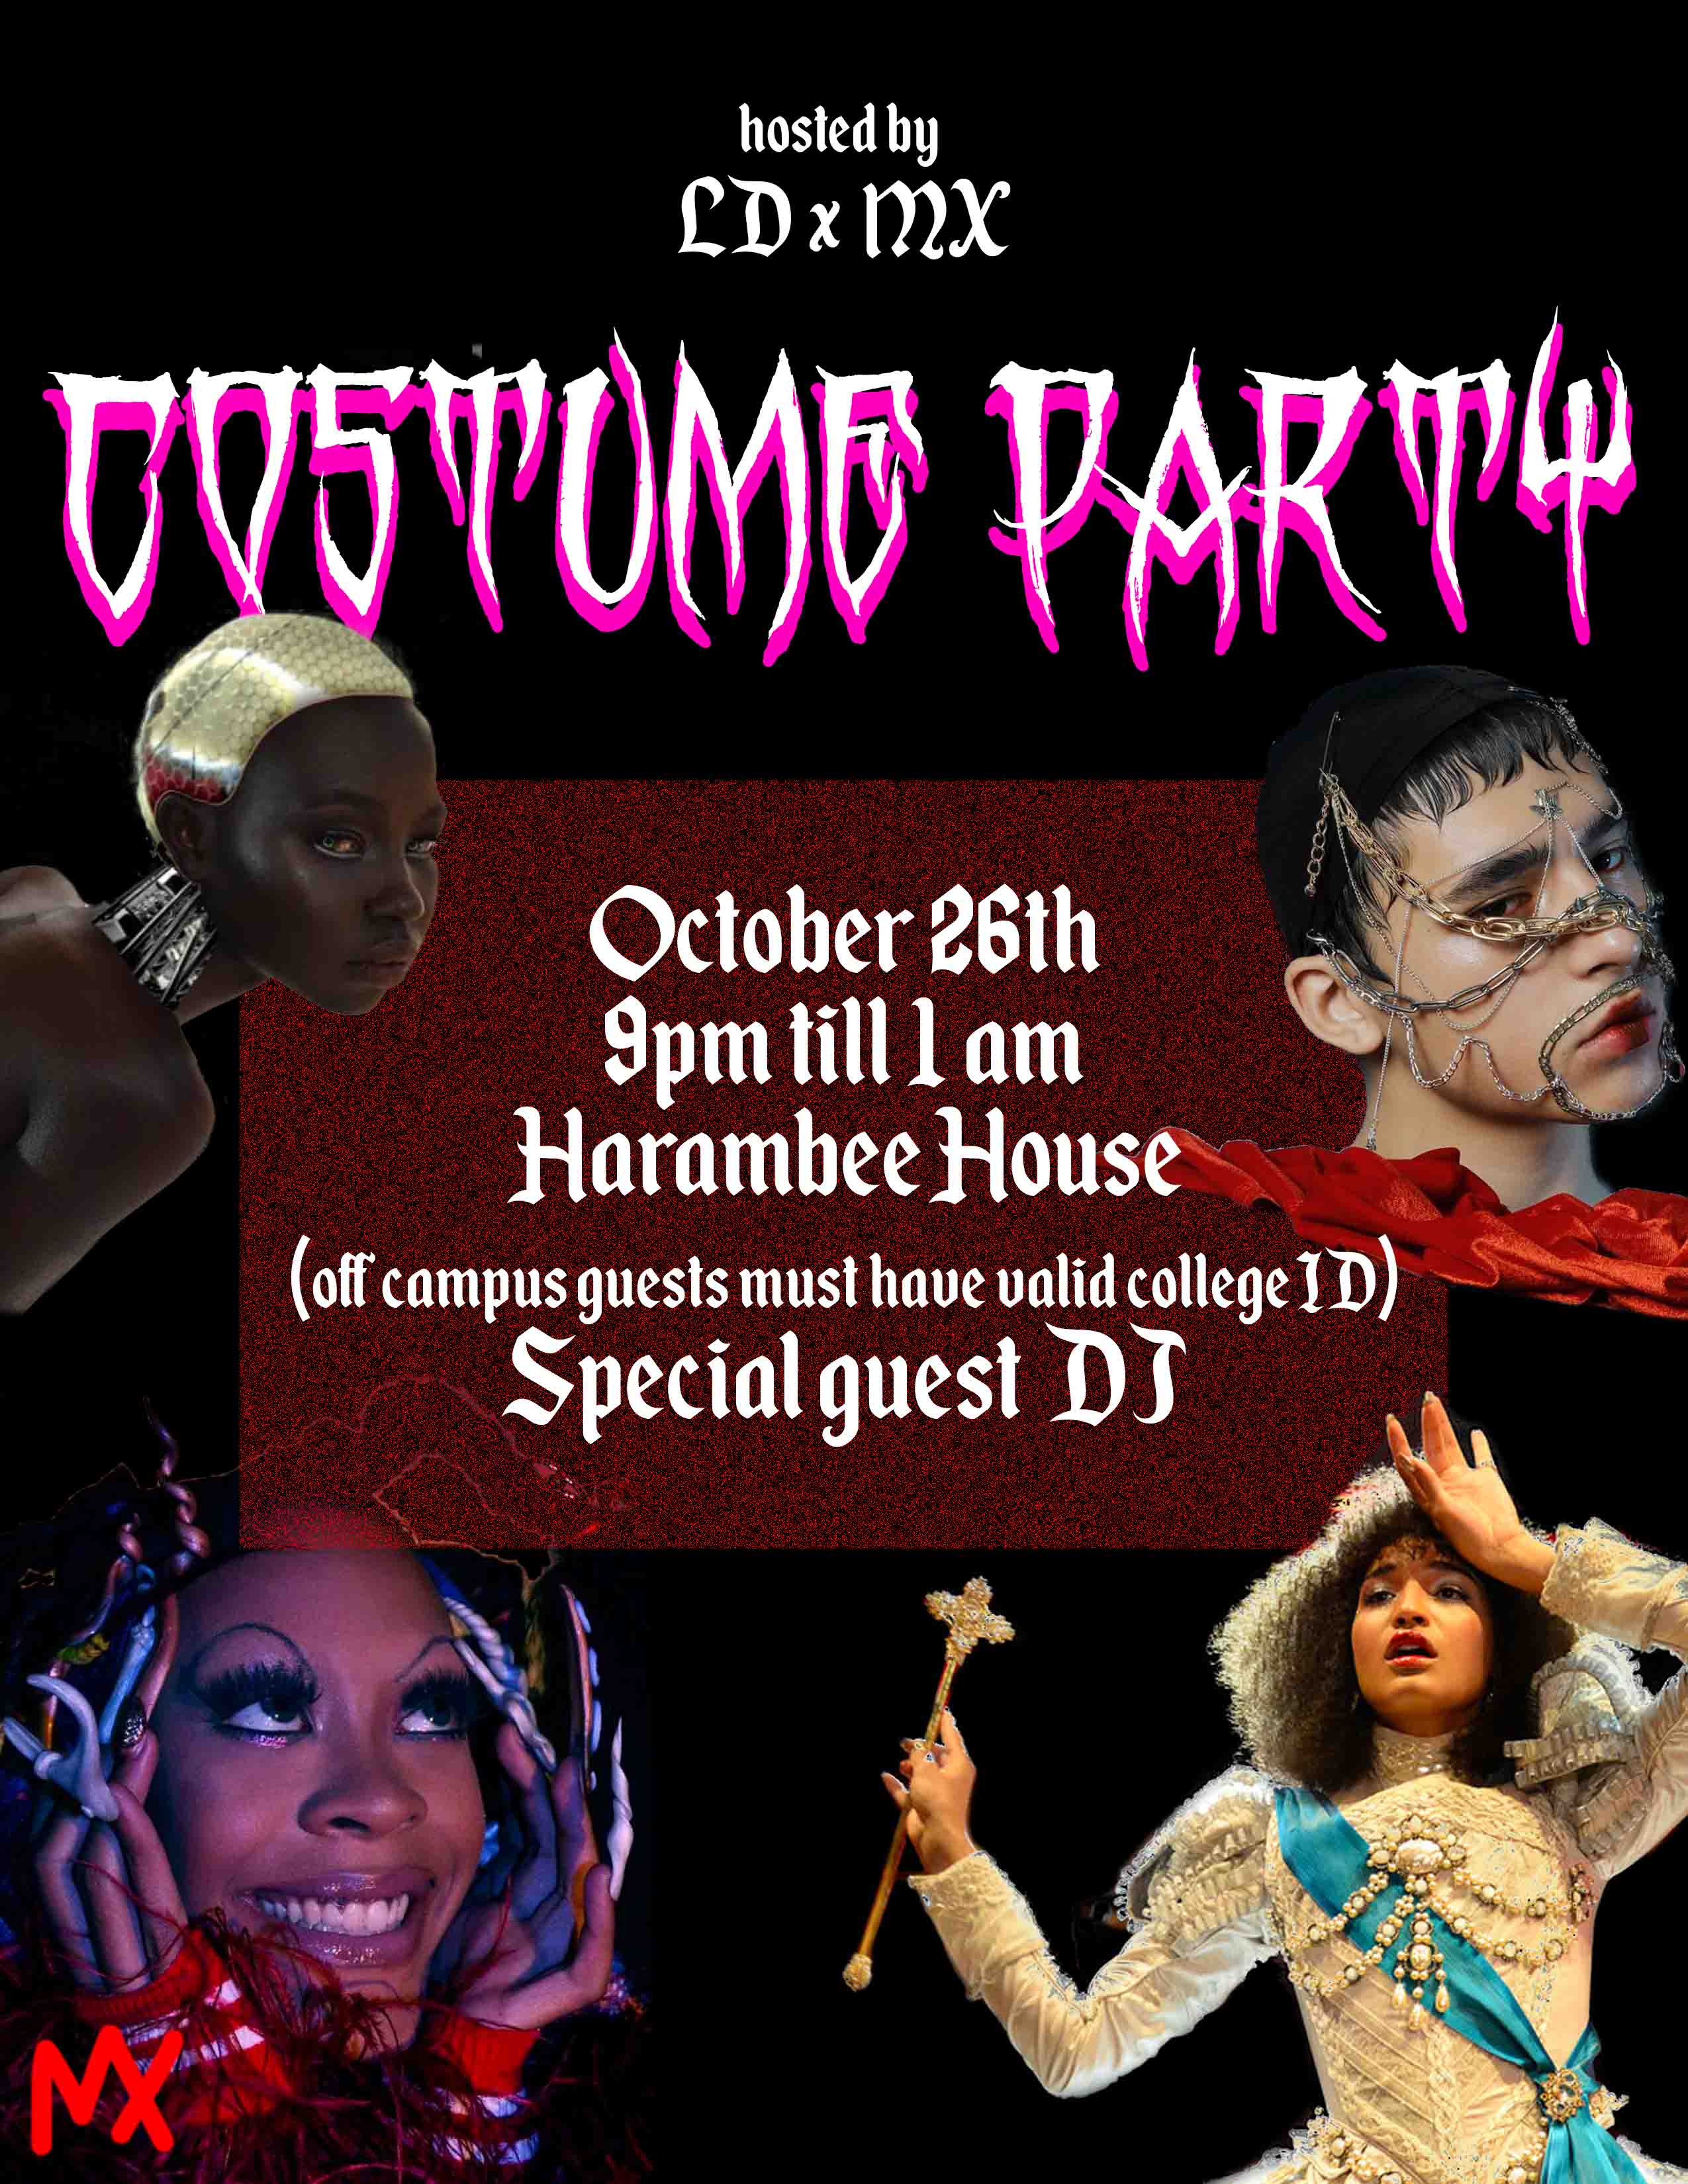 hosted by
LD x MX
COSTUME PARTY
October 26th
9pm till 1 am
Harambee House
(off campus guests must have valid college ID)
Special guest DJ
MX